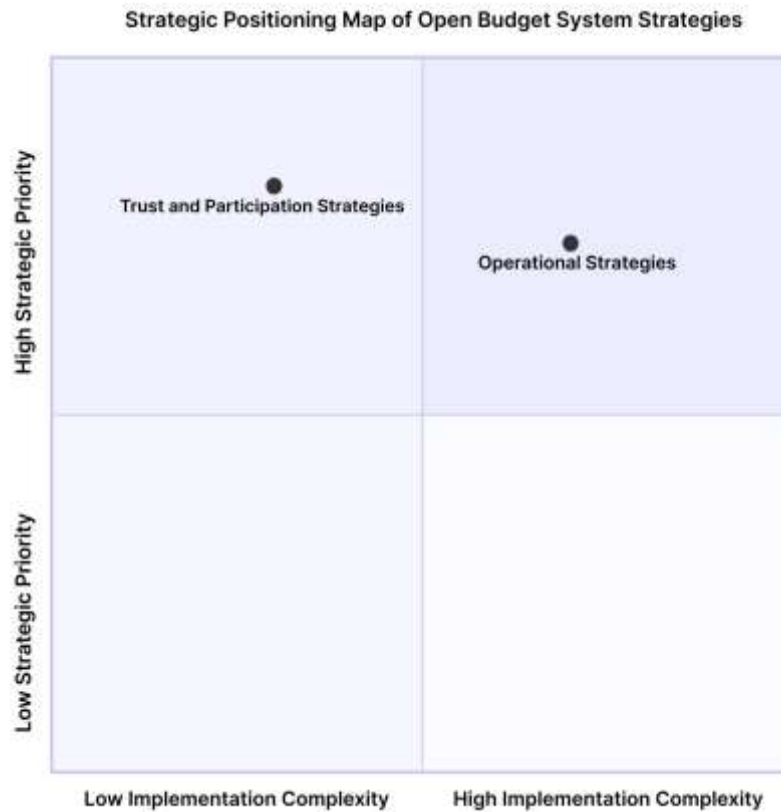 Strategic Positioning Map of Open Budget System Strategies
High Strategic Priority
Trust and Participation Strategies
Operational Strategies
Low Strategic Priority
Low Implementation Complexity
High Implementation Complexity